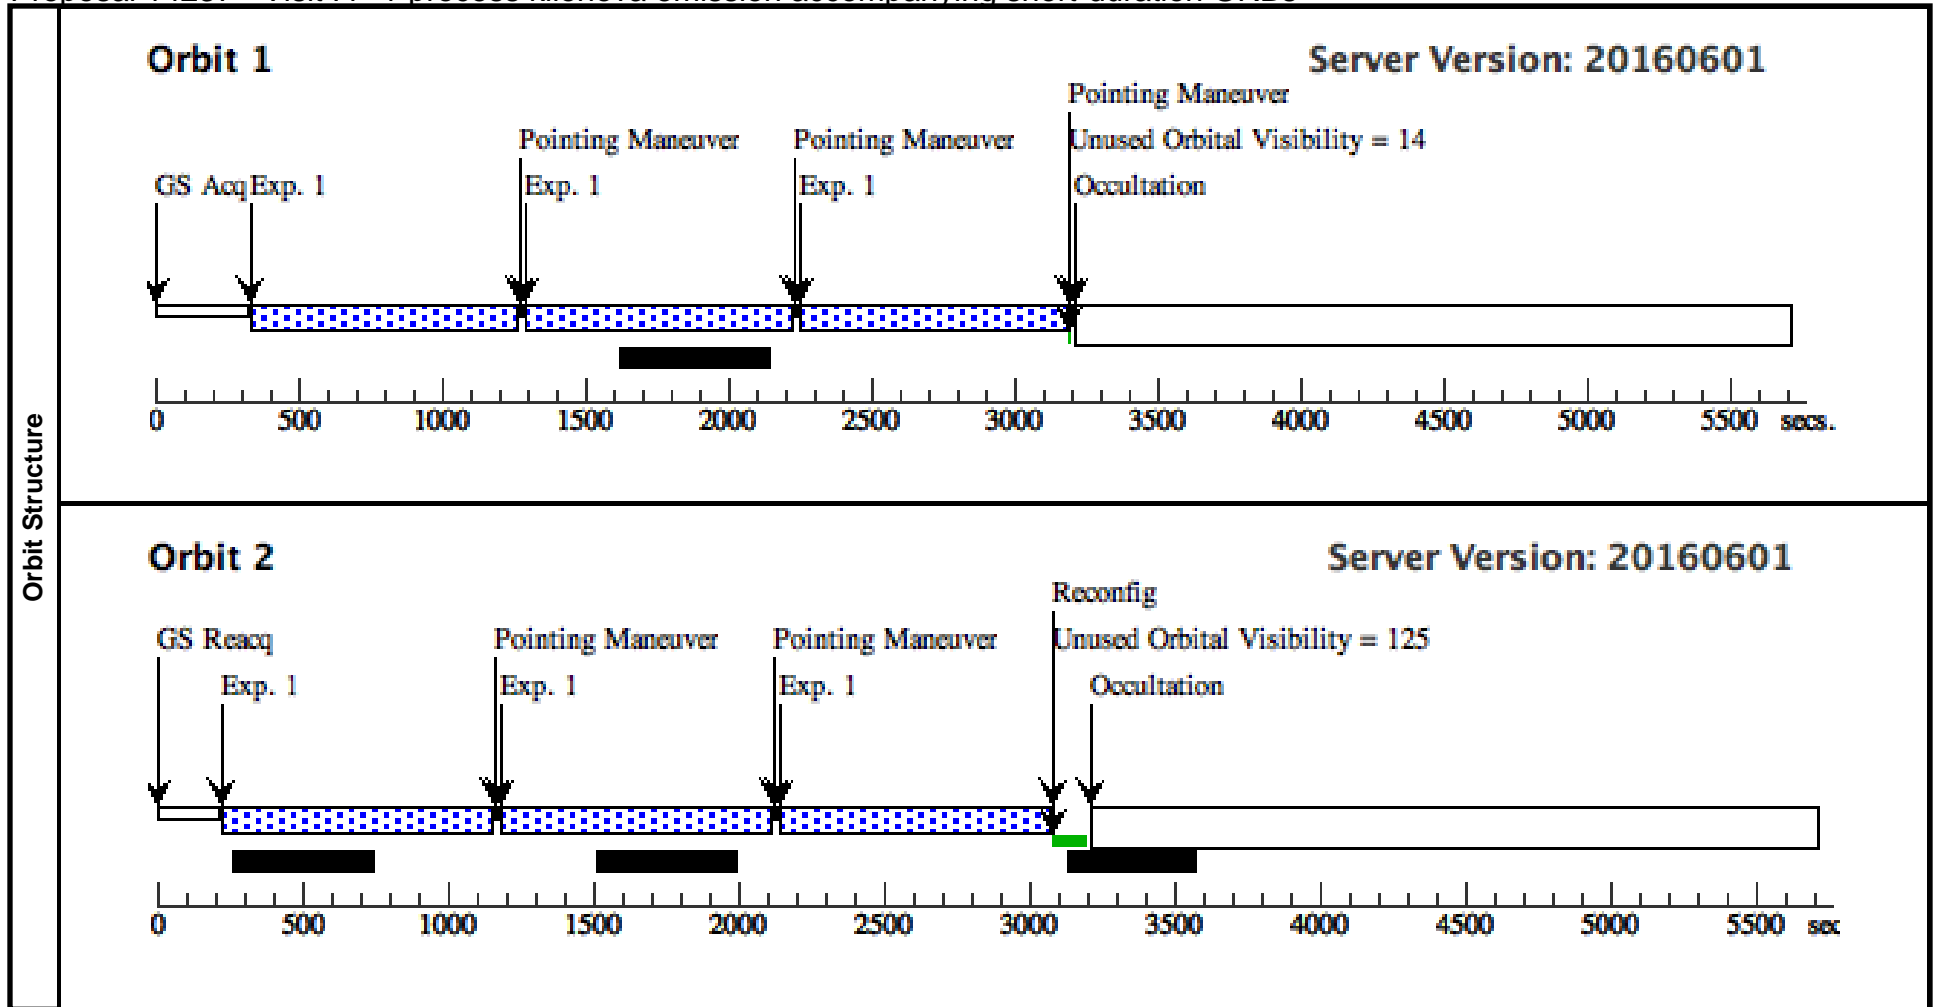 Orbit Structure
Orbit 1
Server Version: 20160601
Pointing Maneuver
Pointing Maneuver Pointing Maneuver Unused Orbital Visibility = 14
GS Acq Exp. 1 Exp. 1 Exp. 1 Occultation
0 500 1000 1500 2000 2500 3000 3500 4000 4500 5000 5500 secs.
Orbit 2
Server Version: 20160601
Reconfig
GS Reacq Pointing Maneuver Pointing Maneuver Unused Orbital Visibility = 125
Exp. 1 Exp. 1 Exp. 1 Occultation
0 500 1000 1500 2000 2500 3000 3500 4000 4500 5000 5500 sec